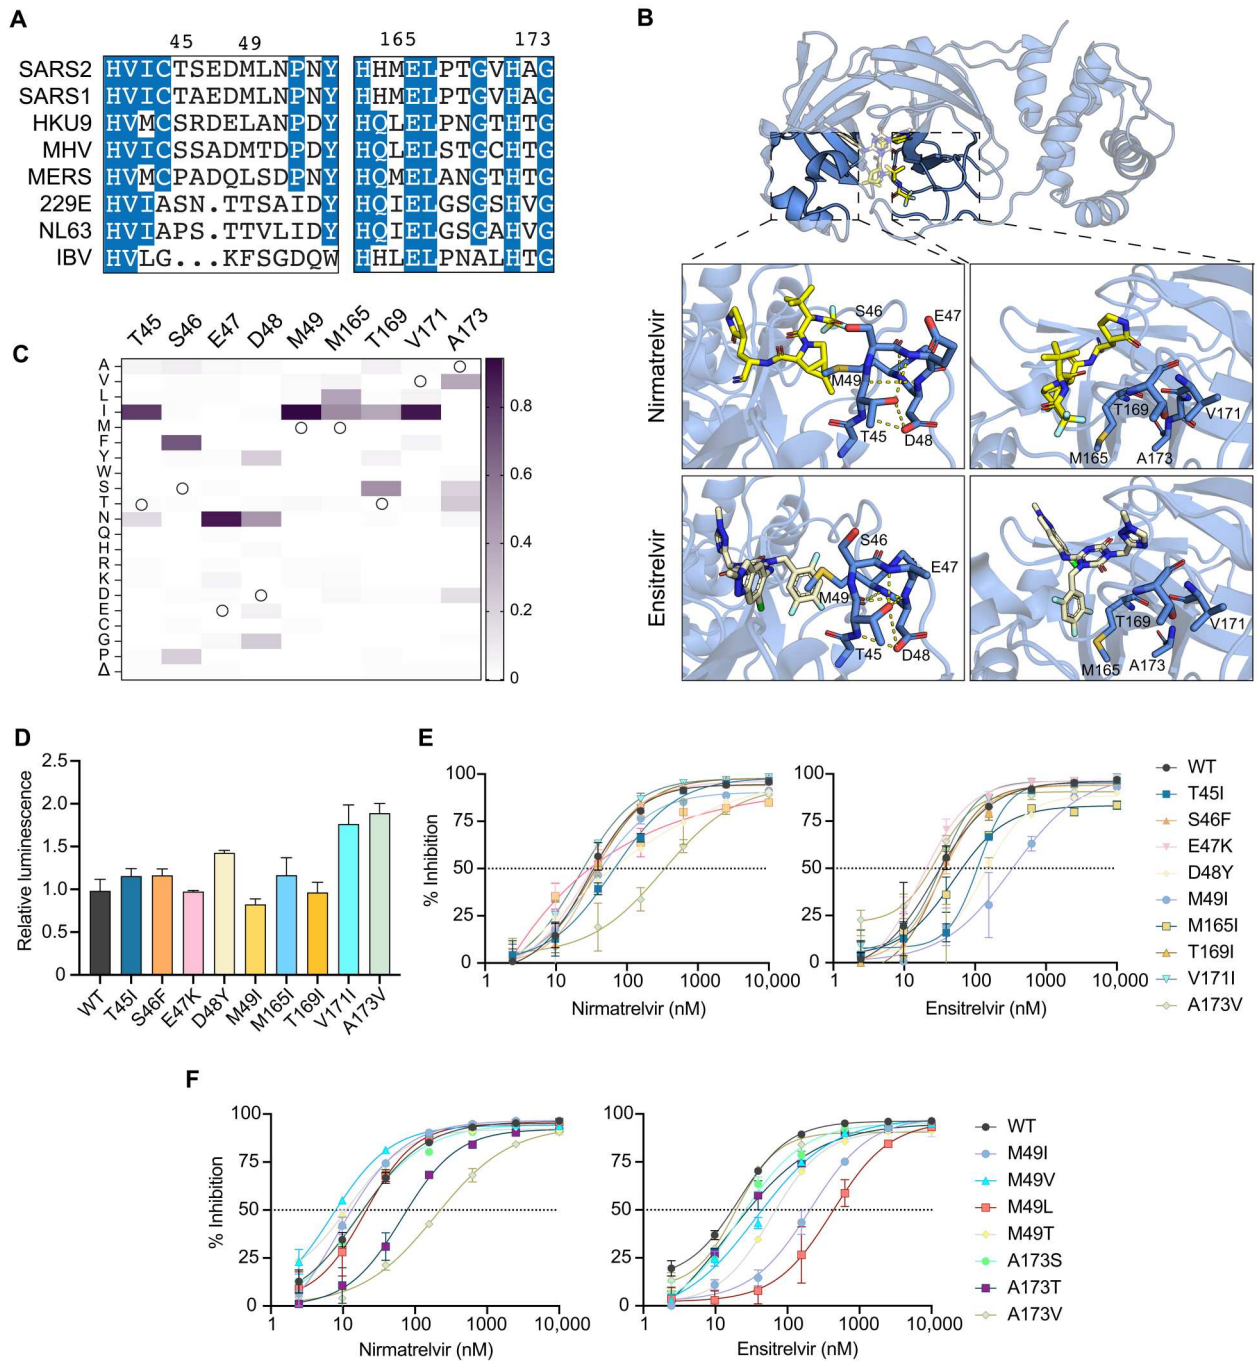 A
45 49 165 173
SARS2 HVICTSEDMLNPNY HHMELPTGVHAG
SARS1 HVICTAEDMLNPNY HHMELPTGVHAG
HKU9 HVMCSRDELANPDY HQLELPNGTHTG
MHV HVICSSADMTDPDY HQLELSTGCHTG
MERS HVMCPADQLSDPNY HQMELANGTHTG
229E HVIASN.TTSAIDY HQIELGSGSHVG
NL63 HVIAPS.TTVLIDY HQIELGSGAHVG
IBV HVLG...KFSGDQW HHLELPNALHTG
B
Nirmatrelvir
S46
E47
M49
T45
D48
T169
V171
M165
A173
Ensitrelvir
S46
E47
M49
T45
D48
T169
V171
M165
A173
C
T45 S46 E47 D48 M49 M165 T169 V171 A173
A
V
L
I
M
F
Y
W
S
T
N
Q
H
R
K
D
E
C
G
P
Δ
0.8
0.6
0.4
0.2
0
D
Relative luminescence
2.5
2.0
1.5
1.0
0.5
0
WT T45I S46F E47K D48Y M49I M165I T169I V171I A173V
E
% Inhibition
100
75
50
25
0
1 10 100 1000 10,000
Nirmatrelvir (nM)
100
75
50
25
0
1 10 100 1000 10,000
Ensitrelvir (nM)
WT
T45I
S46F
E47K
D48Y
M49I
M165I
T169I
V171I
A173V
F
% Inhibition
100
75
50
25
0
1 10 100 1000 10,000
Nirmatrelvir (nM)
% Inhibition
100
75
50
25
0
1 10 100 1000 10,000
Ensitrelvir (nM)
WT
M49I
M49V
M49L
M49T
A173S
A173T
A173V